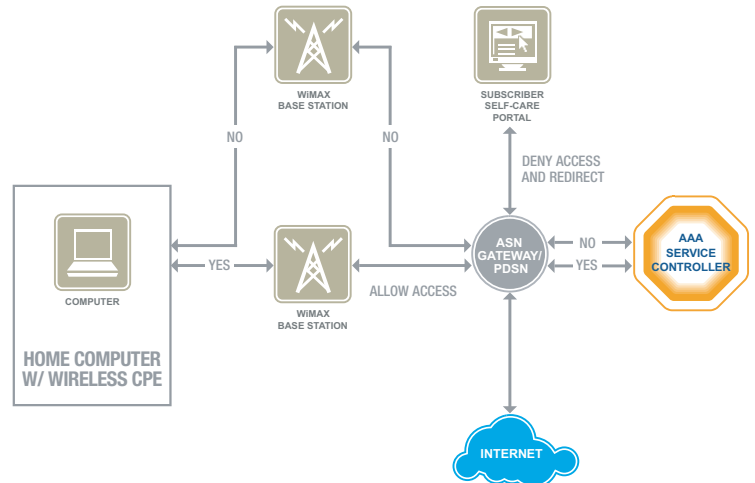 WiMAX
BASE STATION
SUBSCRIBER
SELF-CARE
PORTAL
NO
NO
DENY ACCESS
AND REDIRECT
COMPUTER
YES
WiMAX
BASE STATION
ALLOW ACCESS
ASN
GATEWAY/
PDSN
NO
YES
AAA
SERVICE
CONTROLLER
HOME COMPUTER
W/ WIRELESS CPE
INTERNET